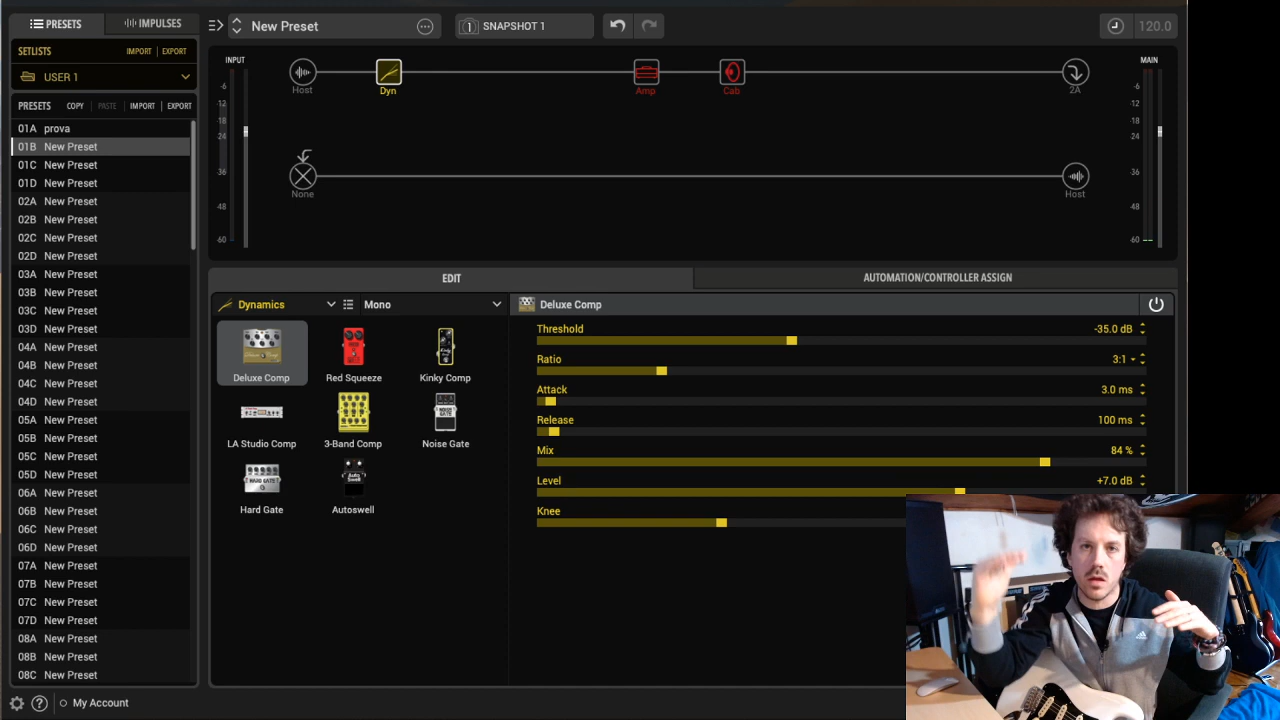 PRESETS
IMPULSES
SETLISTS
IMPORT
EXPORT
USER 1
PRESETS
COPY
PASTE
IMPORT
EXPORT
01A prova
01B New Preset
01C New Preset
01D New Preset
02A New Preset
02B New Preset
02C New Preset
02D New Preset
03A New Preset
03B New Preset
03C New Preset
03D New Preset
04A New Preset
04B New Preset
04C New Preset
04D New Preset
05A New Preset
05B New Preset
05C New Preset
05D New Preset
06A New Preset
06B New Preset
06C New Preset
06D New Preset
07A New Preset
07B New Preset
07C New Preset
07D New Preset
08A New Preset
08B New Preset
08C New Preset
My Account
New Preset
1 SNAPSHOT 1
120.0
INPUT
-6
-12
-18
-24
-36
-48
-60
Host
Dyn
Amp
Cab
2A
None
Host
MAIN
-6
-12
-18
-24
-36
-48
-60
EDIT
AUTOMATION/CONTROLLER ASSIGN
Dynamics
Mono
Deluxe Comp
Red Squeeze
Kinky Comp
LA Studio Comp
3-Band Comp
Noise Gate
Hard Gate
Autoswell
Deluxe Comp
Threshold -35.0 dB
Ratio 3:1
Attack 3.0 ms
Release 100 ms
Mix 84 %
Level +7.0 dB
Knee